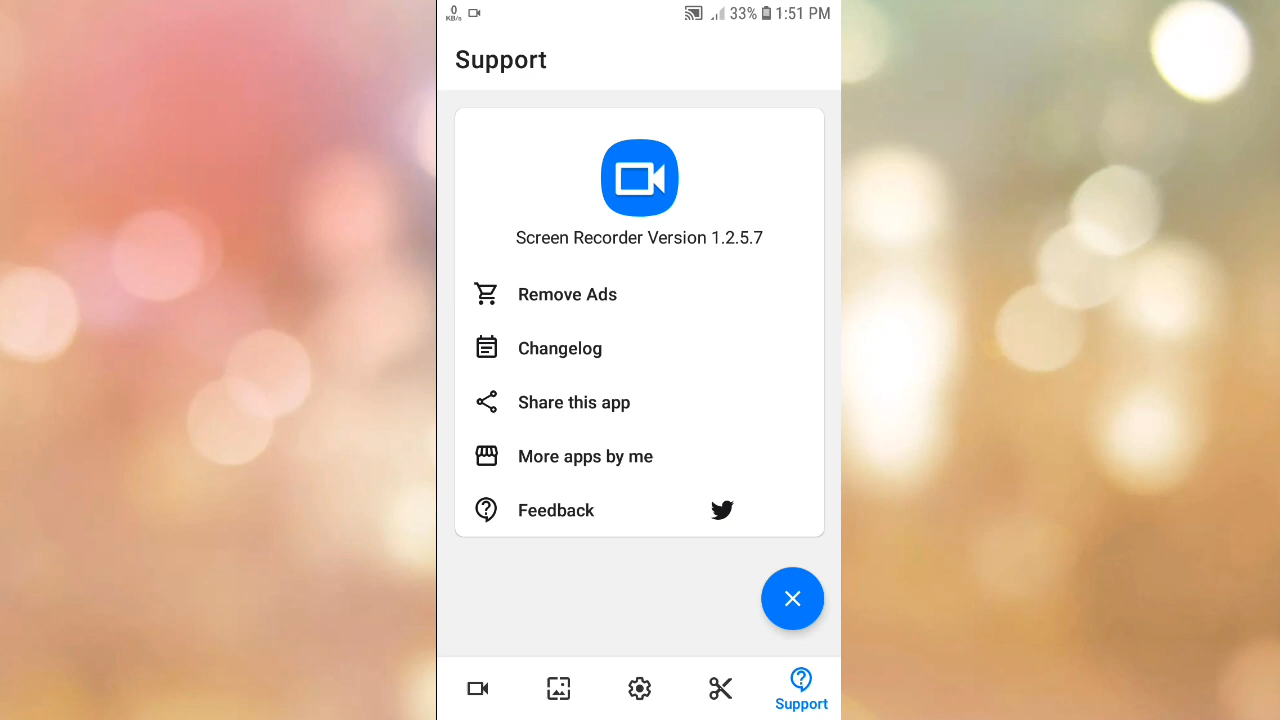 0
KB/s
33% 1:51 PM
Support
Screen Recorder Version 1.2.5.7
Remove Ads
Changelog
Share this app
More apps by me
Feedback
Support